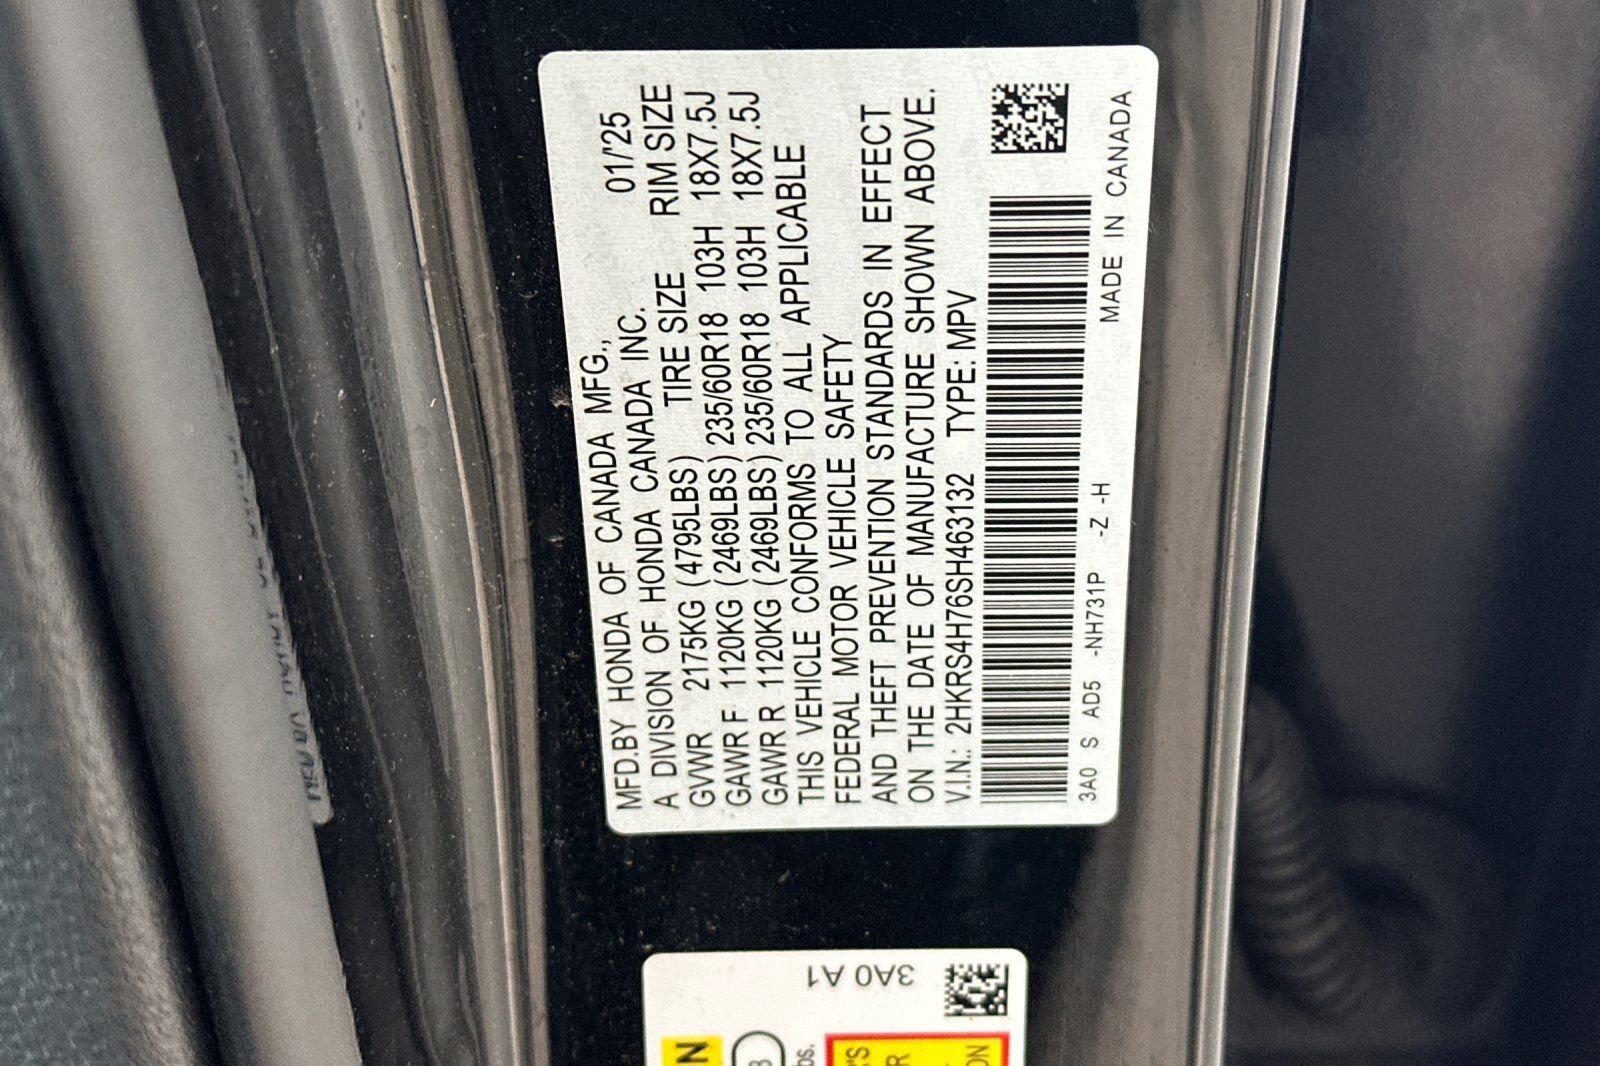 MFD.BY HONDA OF CANADA MFG., 01/'25
A DIVISION OF HONDA CANADA INC.
GVWR 2175KG (4795LBS) TIRE SIZE RIM SIZE
GAWR F 1120KG (2469LBS) 235/60R18 103H 18X7.5J
GAWR R 1120KG (2469LBS) 235/60R18 103H 18X7.5J
THIS VEHICLE CONFORMS TO ALL APPLICABLE
FEDERAL MOTOR VEHICLE SAFETY
AND THEFT PREVENTION STANDARDS IN EFFECT
ON THE DATE OF MANUFACTURE SHOWN ABOVE.
V.I.N.: 2HKRS4H76SH463132 TYPE: MPV
3A0 S AD5 -NH731P -Z -H MADE IN CANADA
3A0 A1